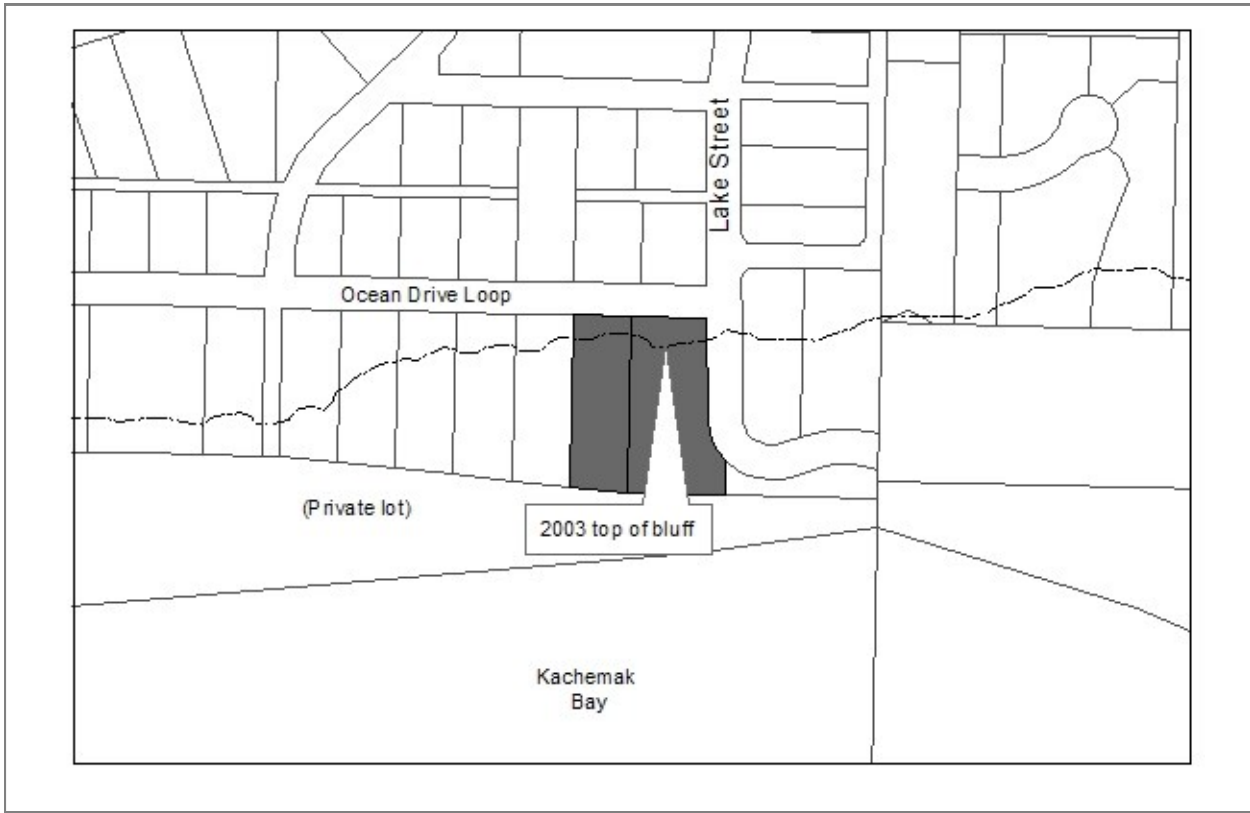 Lake Street
Ocean Drive Loop
(Private lot)
2003 top of bluff
Kachemak
Bay